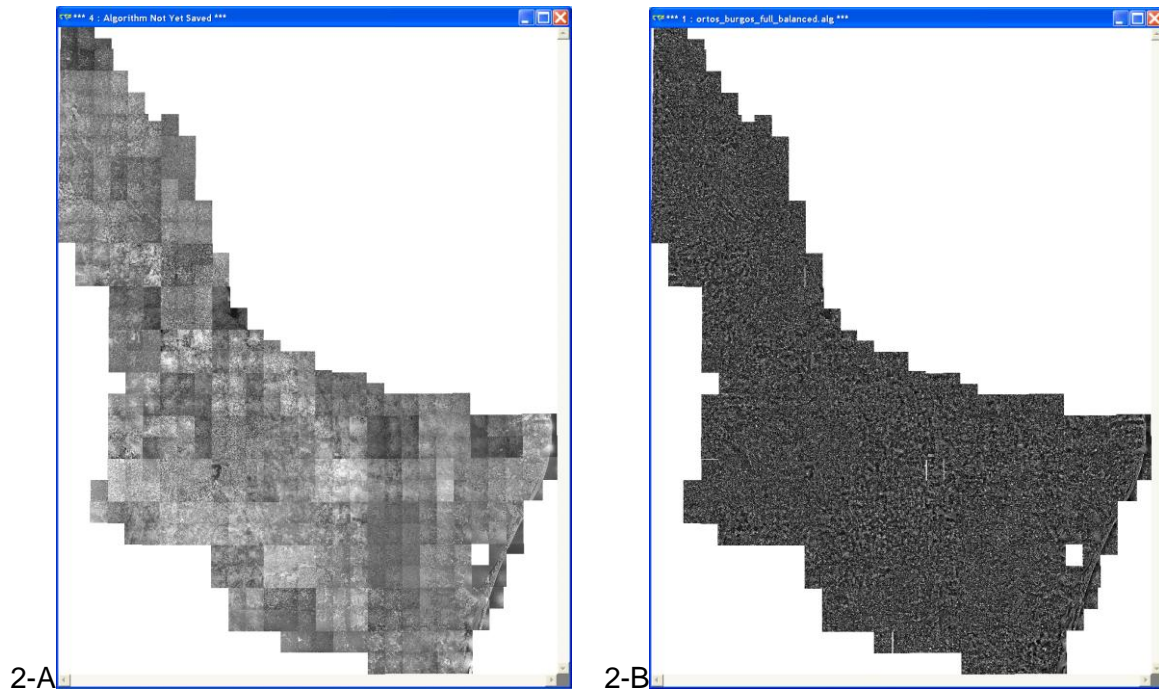 *** 4 : Algorithm Not Yet Saved ***
*** 1 : ortos_burgos_full_balanced.alg ***
2-A
2-B